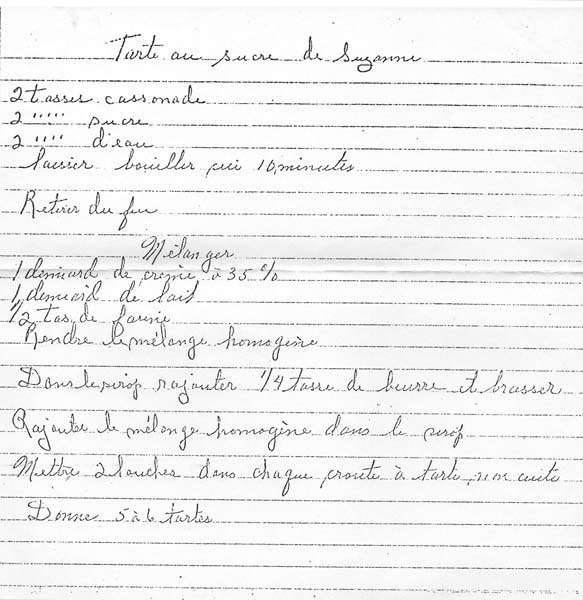 Tarte au sucre de Suzanne
2 tasses cassonade
2 " " " sucre
2 " " " d'eau
laisser bouiller 10 minutes
Retirer du feu
Mélanger
1 demiard de crème à 35 %
1 demiard de lait
1/2 tas. de farine
Rendre le mélange homogène
Dans le sirop rajouter 1/4 tasse de beurre et brasser
Rajouter le mélange homogène dans le sirop
Mettre 2 louches dans chaque croute à tarte non cuite
Donne 5 à 6 tartes